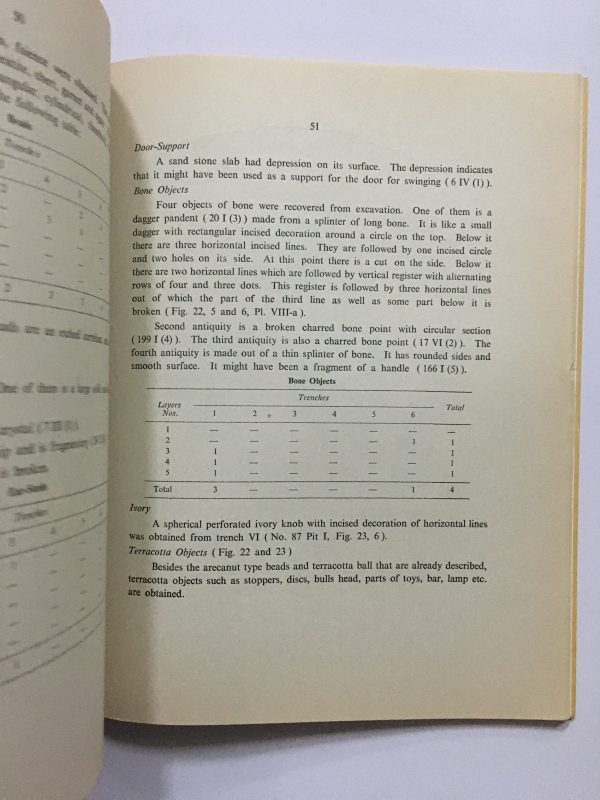 50
51
Door-Support
A sand stone slab had depression on its surface. The depression indicates
that it might have been used as a support for the door for swinging ( 6 IV (1) ).
Bone Objects
Four objects of bone were recovered from excavation. One of them is a
dagger pandent ( 20 I (3) ) made from a splinter of long bone. It is like a small
dagger with rectangular incised decoration around a circle on the top. Below it
there are three horizontal incised lines. They are followed by one incised circle
and two holes on its side. At this point there is a cut on the side. Below it
there are two horizontal lines which are followed by vertical register with alternating
rows of four and three dots. This register is followed by three horizontal lines
out of which the part of the third line as well as some part below it is
broken ( Fig. 22, 5 and 6, Pl. VIII-a ).
Second antiquity is a broken charred bone point with circular section
( 199 I (4) ). The third antiquity is also a charred bone point ( 17 VI (2) ). The
fourth antiquity is made out of a thin splinter of bone. It has rounded sides and
smooth surface. It might have been a fragment of a handle ( 166 I (5) ).
Bone Objects
Layers Nos. Trenches Total
1 2 3 4 5 6
1 — — — — — — —
2 — — — — — 1 1
3 1 — — — — — 1
4 1 — — — — — 1
5 1 — — — — — 1
Total 3 — — — — 1 4
Ivory
A spherical perforated ivory knob with incised decoration of horizontal lines
was obtained from trench VI ( No. 87 Pit I, Fig. 23, 6 ).
Terracotta Objects ( Fig. 22 and 23 )
Besides the arecanut type beads and terracotta ball that are already described,
terracotta objects such as stoppers, discs, bulls head, parts of toys, bar, lamp etc.
are obtained.